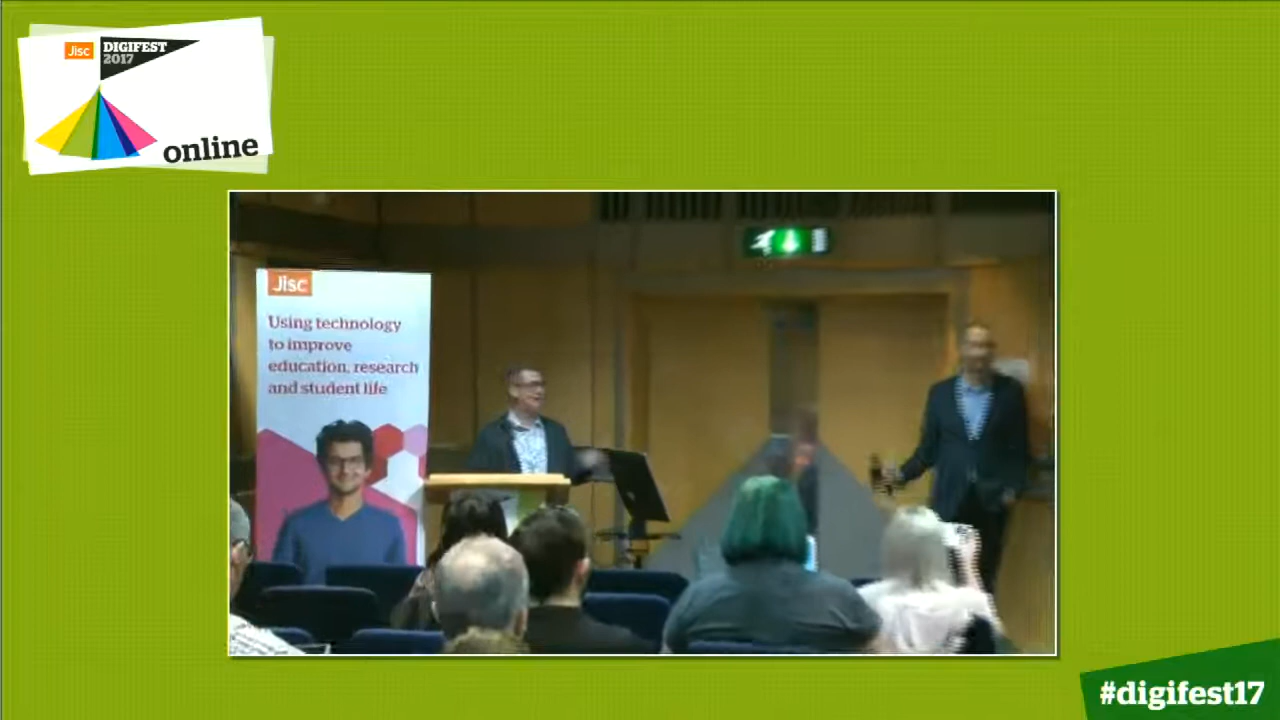 Jisc DIGIFEST
2017
online
Jisc
Using technology
to improve
education, research
and student life
#digifest17